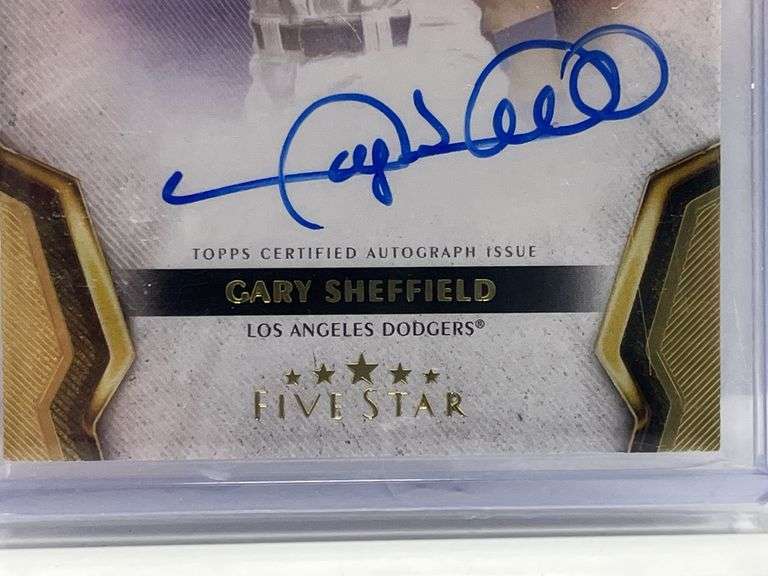 TOPPS CERTIFIED AUTOGRAPH ISSUE
GARY SHEFFIELD
LOS ANGELES DODGERS®
FIVE STAR